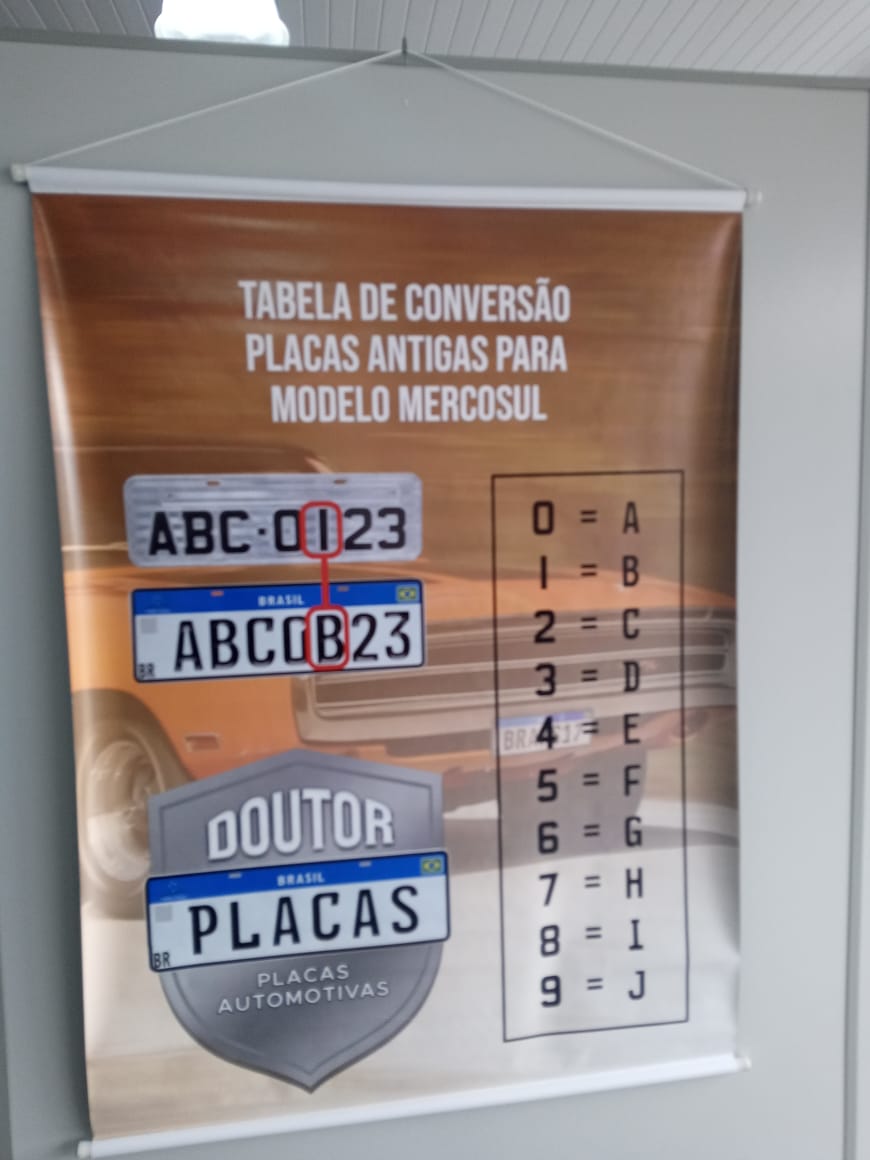 TABELA DE CONVERSÃO
PLACAS ANTIGAS PARA
MODELO MERCOSUL
ABC·0123
BRASIL
ABC0B23
BR
0 = A
1 = B
2 = C
3 = D
4 = E
5 = F
6 = G
7 = H
8 = I
9 = J
DOUTOR
BRASIL
PLACAS
BR
PLACAS
AUTOMOTIVAS